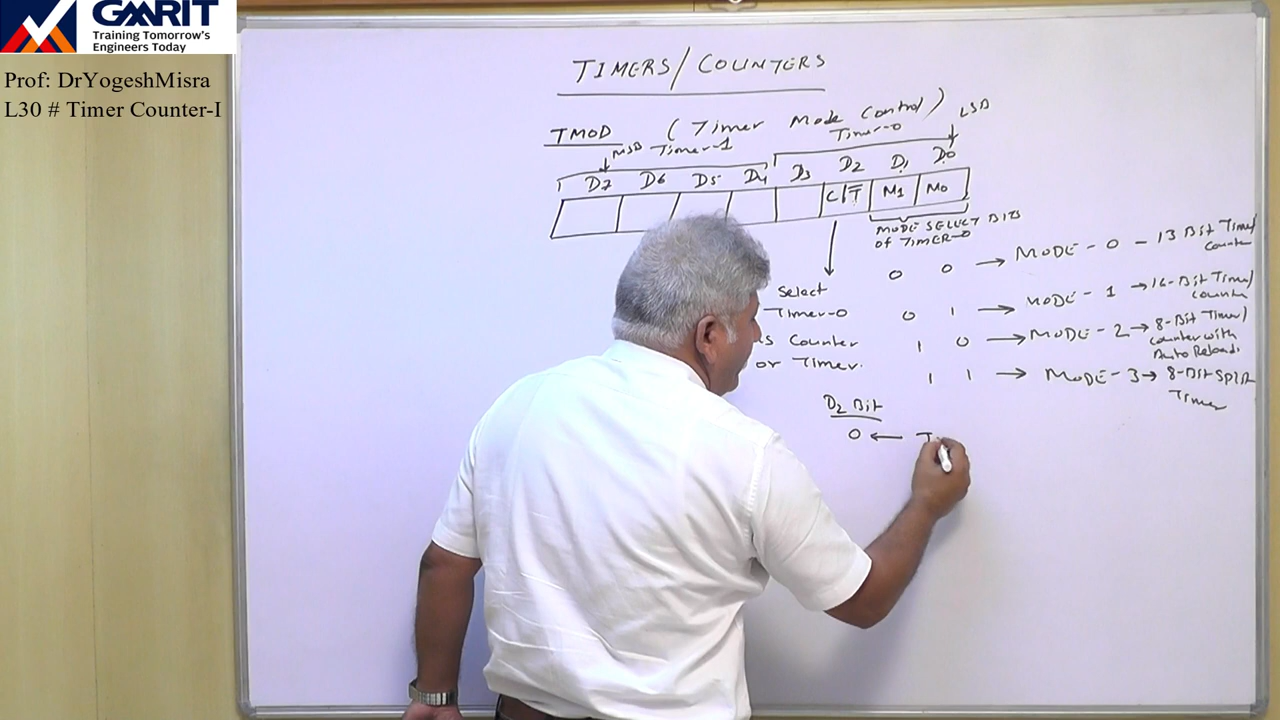 GMRIT
Training Tomorrow's
Engineers Today
Prof: DrYogeshMisra
L30 # Timer Counter-I
TIMERS/COUNTERS
TMOD (Timer Mode Control)
MSB Timer-1 Timer-0 LSB
D7 D6 D5 D4 D3 D2 D1 D0
C/T̅ M1 M0
MODE SELECT BITS
of TIMER-0
0 0 → MODE - 0 - 13 Bit Timer/
Counter
Select
Timer-0
as Counter
or Timer.
0 1 → MODE - 1 → 16-Bit Timer/
counter
1 0 → MODE - 2 → 8-Bit Timer/
counter with
Auto Reload.
1 1 → MODE - 3 → 8-Bit Split
Timer
D2 Bit
0 ← T